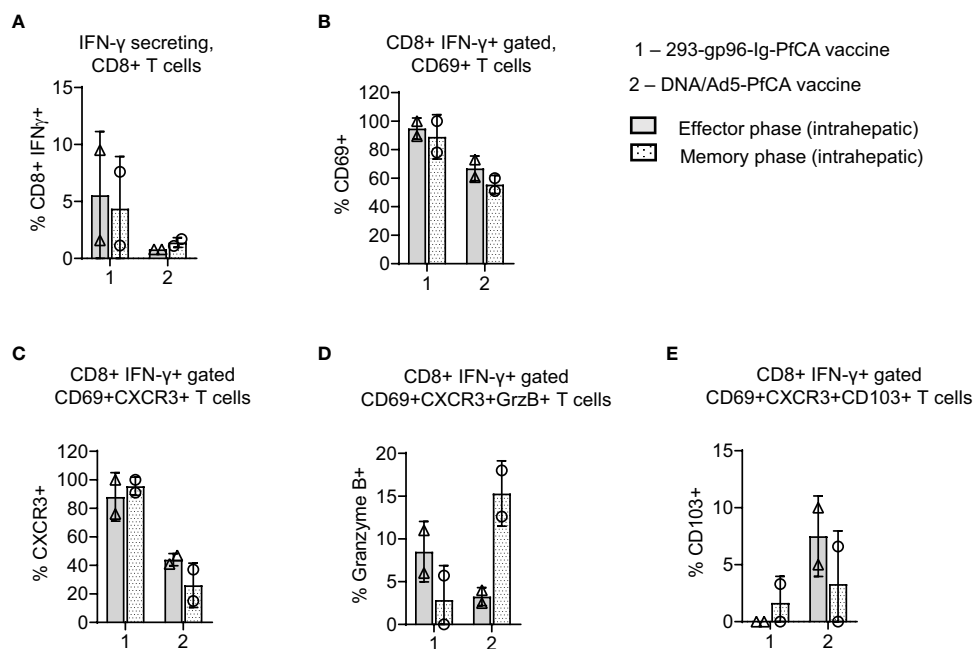 A
IFN-γ secreting,
CD8+ T cells
% CD8+ IFNγ+
15
10
5
0
1 2
B
CD8+ IFN-γ+ gated,
CD69+ T cells
% CD69+
120
100
80
60
40
20
0
1 2
1 – 293-gp96-Ig-PfCA vaccine
2 – DNA/Ad5-PfCA vaccine
Effector phase (intrahepatic)
Memory phase (intrahepatic)
C
CD8+ IFN-γ+ gated
CD69+CXCR3+ T cells
% CXCR3+
120
100
80
60
40
20
0
1 2
D
CD8+ IFN-γ+ gated
CD69+CXCR3+GrzB+ T cells
% Granzyme B+
20
15
10
5
0
1 2
E
CD8+ IFN-γ+ gated
CD69+CXCR3+CD103+ T cells
% CD103+
15
10
5
0
1 2